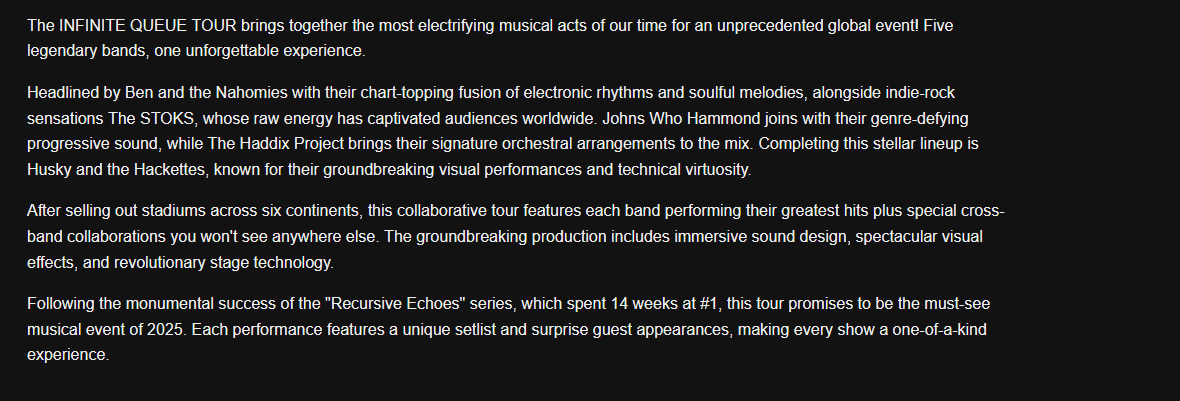 The INFINITE QUEUE TOUR brings together the most electrifying musical acts of our time for an unprecedented global event! Five
legendary bands, one unforgettable experience.
Headlined by Ben and the Nahomies with their chart-topping fusion of electronic rhythms and soulful melodies, alongside indie-rock
sensations The STOKS, whose raw energy has captivated audiences worldwide. Johns Who Hammond joins with their genre-defying
progressive sound, while The Haddix Project brings their signature orchestral arrangements to the mix. Completing this stellar lineup is
Husky and the Hackettes, known for their groundbreaking visual performances and technical virtuosity.
After selling out stadiums across six continents, this collaborative tour features each band performing their greatest hits plus special cross-
band collaborations you won't see anywhere else. The groundbreaking production includes immersive sound design, spectacular visual
effects, and revolutionary stage technology.
Following the monumental success of the "Recursive Echoes" series, which spent 14 weeks at #1, this tour promises to be the must-see
musical event of 2025. Each performance features a unique setlist and surprise guest appearances, making every show a one-of-a-kind
experience.